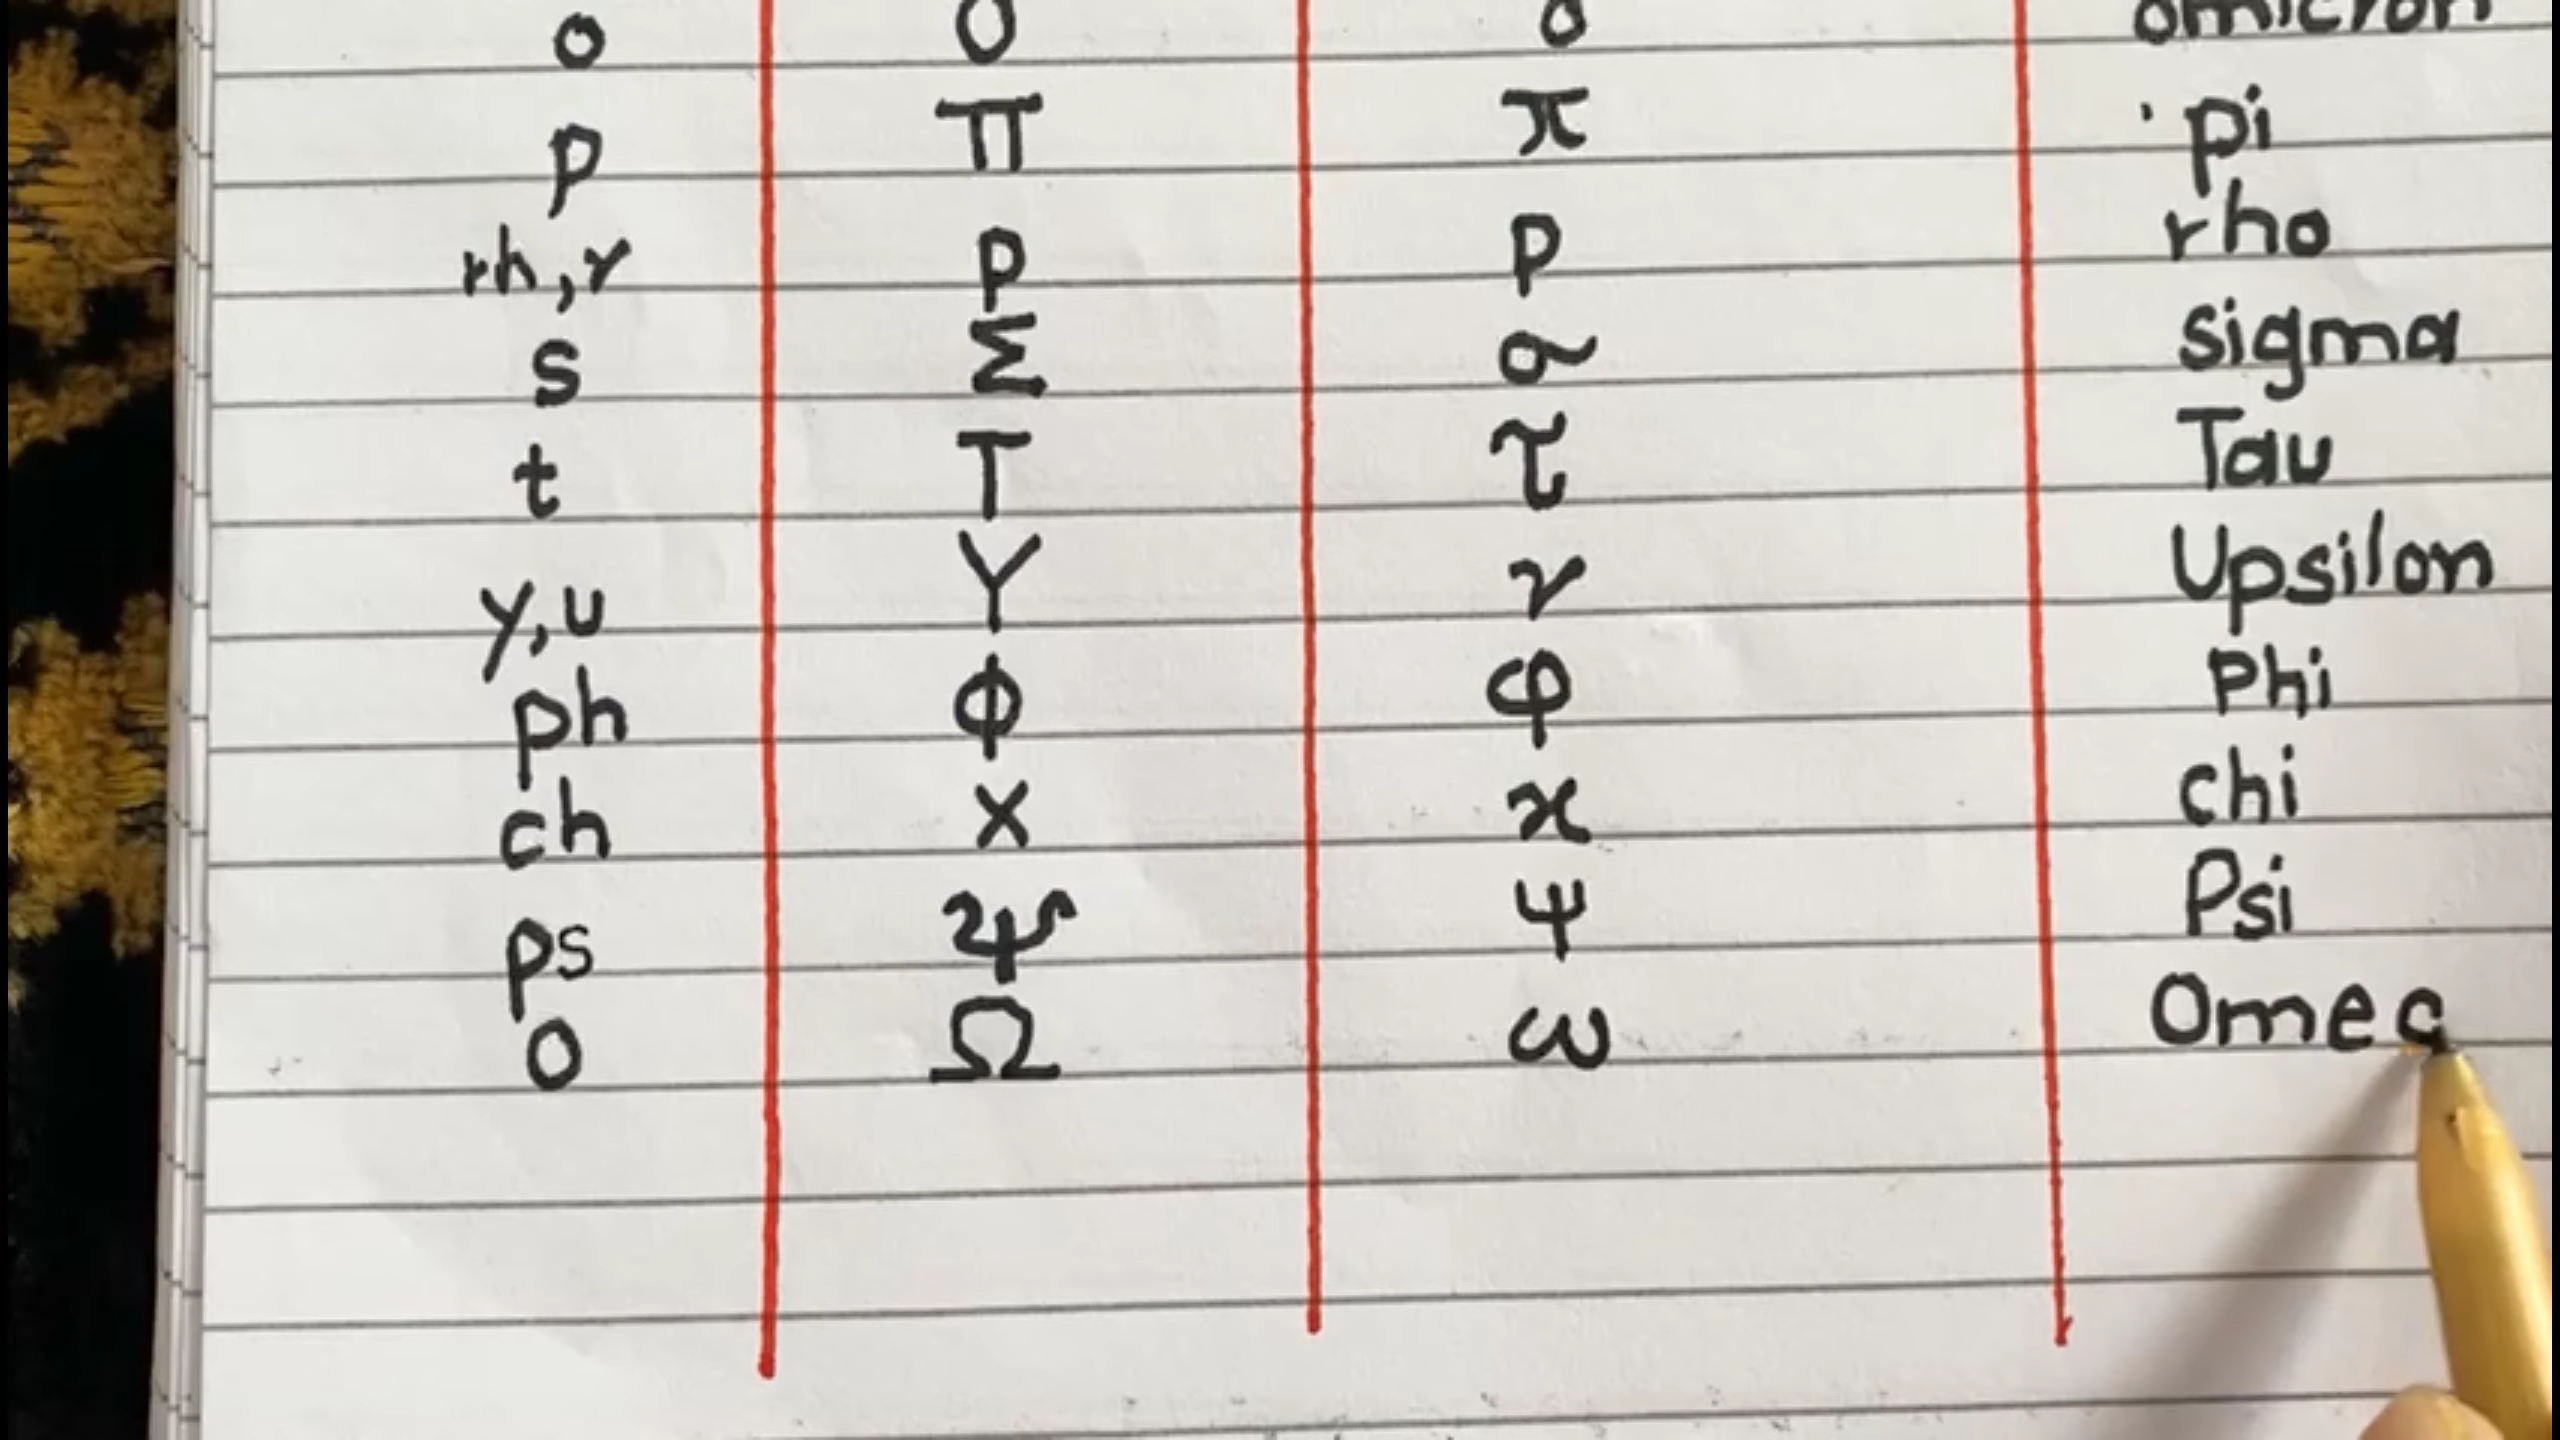 o O o omicron
p Π π pi
rh,r P ρ rho
s Σ σ sigma
t T τ Tau
y,u Y υ Upsilon
ph Φ φ Phi
ch X χ chi
ps Ψ ψ Psi
O Ω ω Omeg